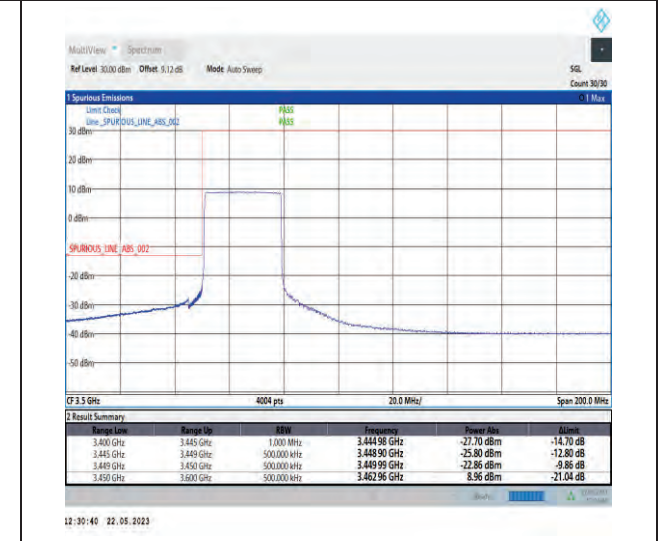 MultiView Spectrum
Ref Level 30.00 dBm Offset 9.12 dB Mode Auto Sweep SGL
Count 30/30
1 Spurious Emissions 1 Max
Limit Check PASS
Line _SPURIOUS_LINE_ABS_002 PASS
30 dBm
20 dBm
10 dBm
0 dBm
_SPURIOUS_LINE_ABS_002
-20 dBm
-30 dBm
-40 dBm
-50 dBm
CF 3.5 GHz 4004 pts 20.0 MHz/ Span 200.0 MHz
2 Result Summary
Range Low Range Up RBW Frequency Power Abs ΔLimit
3.400 GHz 3.445 GHz 1.000 MHz 3.444 98 GHz -27.70 dBm -14.70 dB
3.445 GHz 3.449 GHz 500.000 kHz 3.448 90 GHz -25.80 dBm -12.80 dB
3.449 GHz 3.450 GHz 500.000 kHz 3.449 99 GHz -22.86 dBm -9.86 dB
3.450 GHz 3.600 GHz 500.000 kHz 3.462 96 GHz 8.96 dBm -21.04 dB
12:30:40 22.05.2023